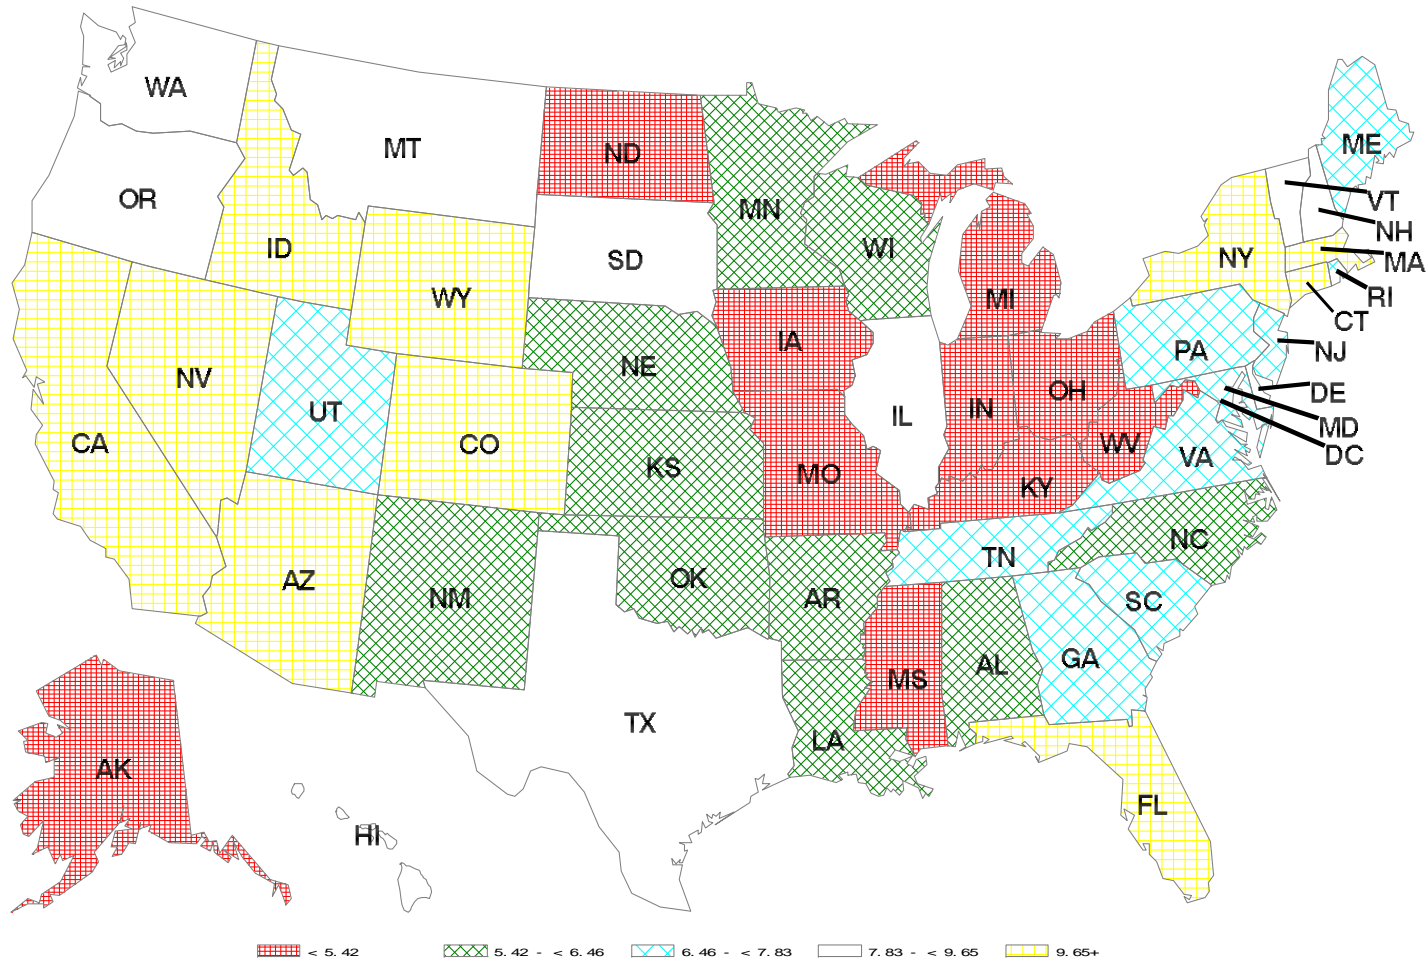 WA
MT
ND
ME
OR
MN
VT
ID
WI
NH
SD
NY
MA
WY
MI
RI
CT
IA
PA
NJ
NV
NE
UT
OH
DE
IN
IL
MD
CA
CO
WV
DC
KS
MO
VA
KY
NC
TN
AZ
NM
OK
AR
SC
GA
AL
MS
TX
LA
AK
FL
HI
< 5.42 5.42 - < 6.46 6.46 - < 7.83 7.83 - < 9.65 9.65+